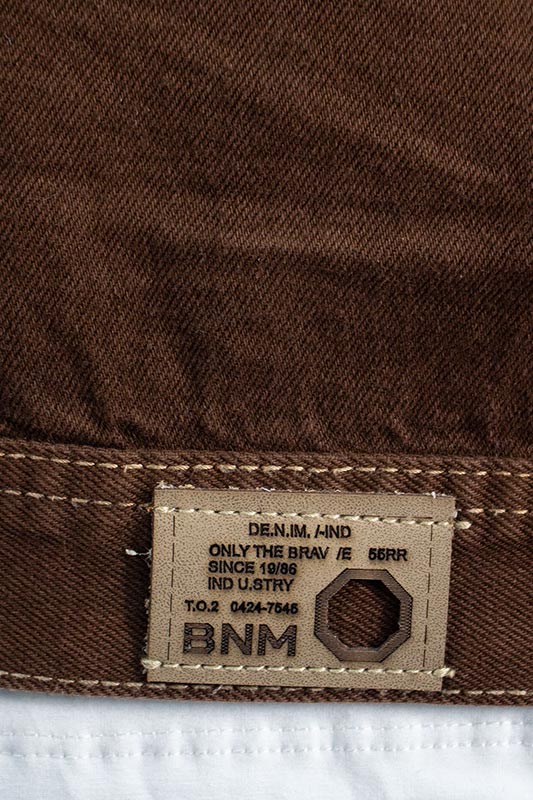 DE.N.IM, /-IND
ONLY THE BRAV /E 55RR
SINCE 19/86
IND U.STRY
T.O.2 0424-7545
BNM